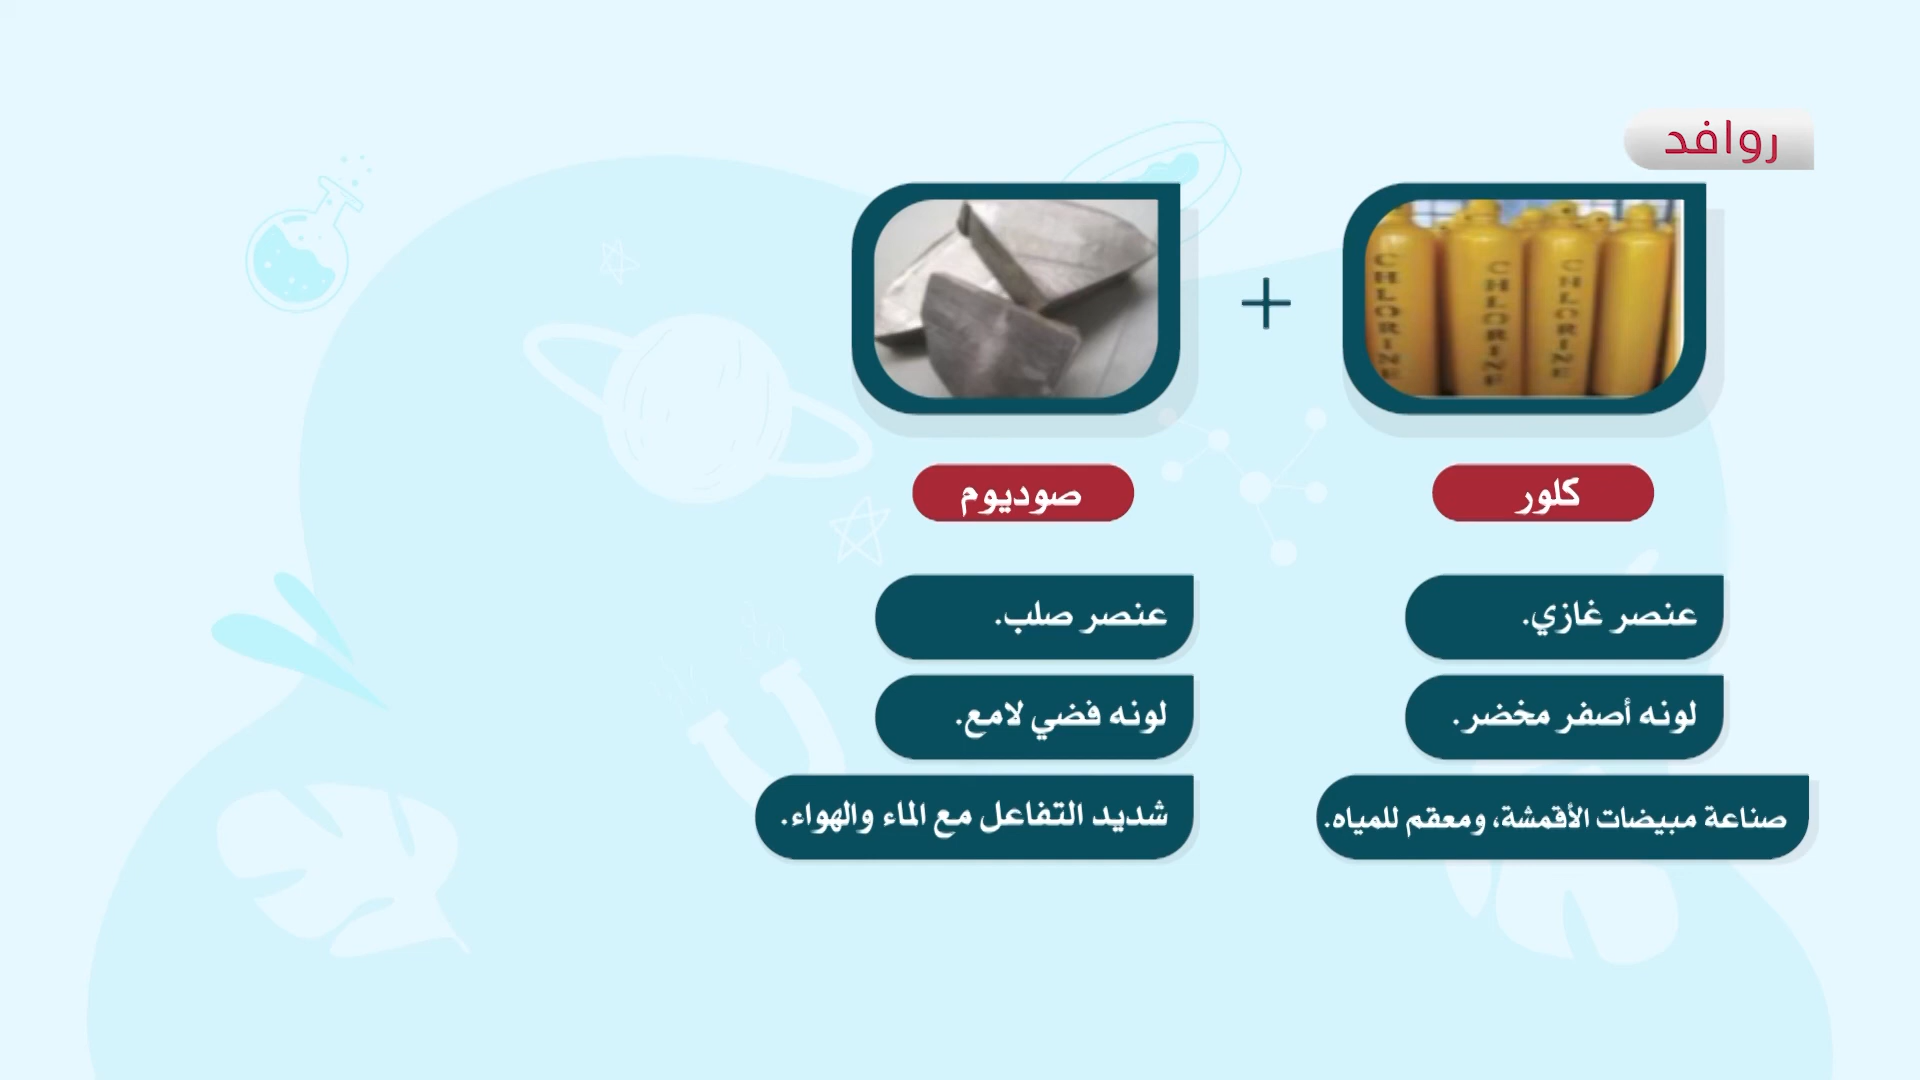 روافد
CHLORINE
CHLORINE
CHLORINE
+
كلور
صوديوم
عنصر غازي.
عنصر صلب.
لونه أصفر مخضر.
لونه فضي لامع.
صناعة مبيضات الأقمشة، ومعقم للمياه.
شديد التفاعل مع الماء والهواء.